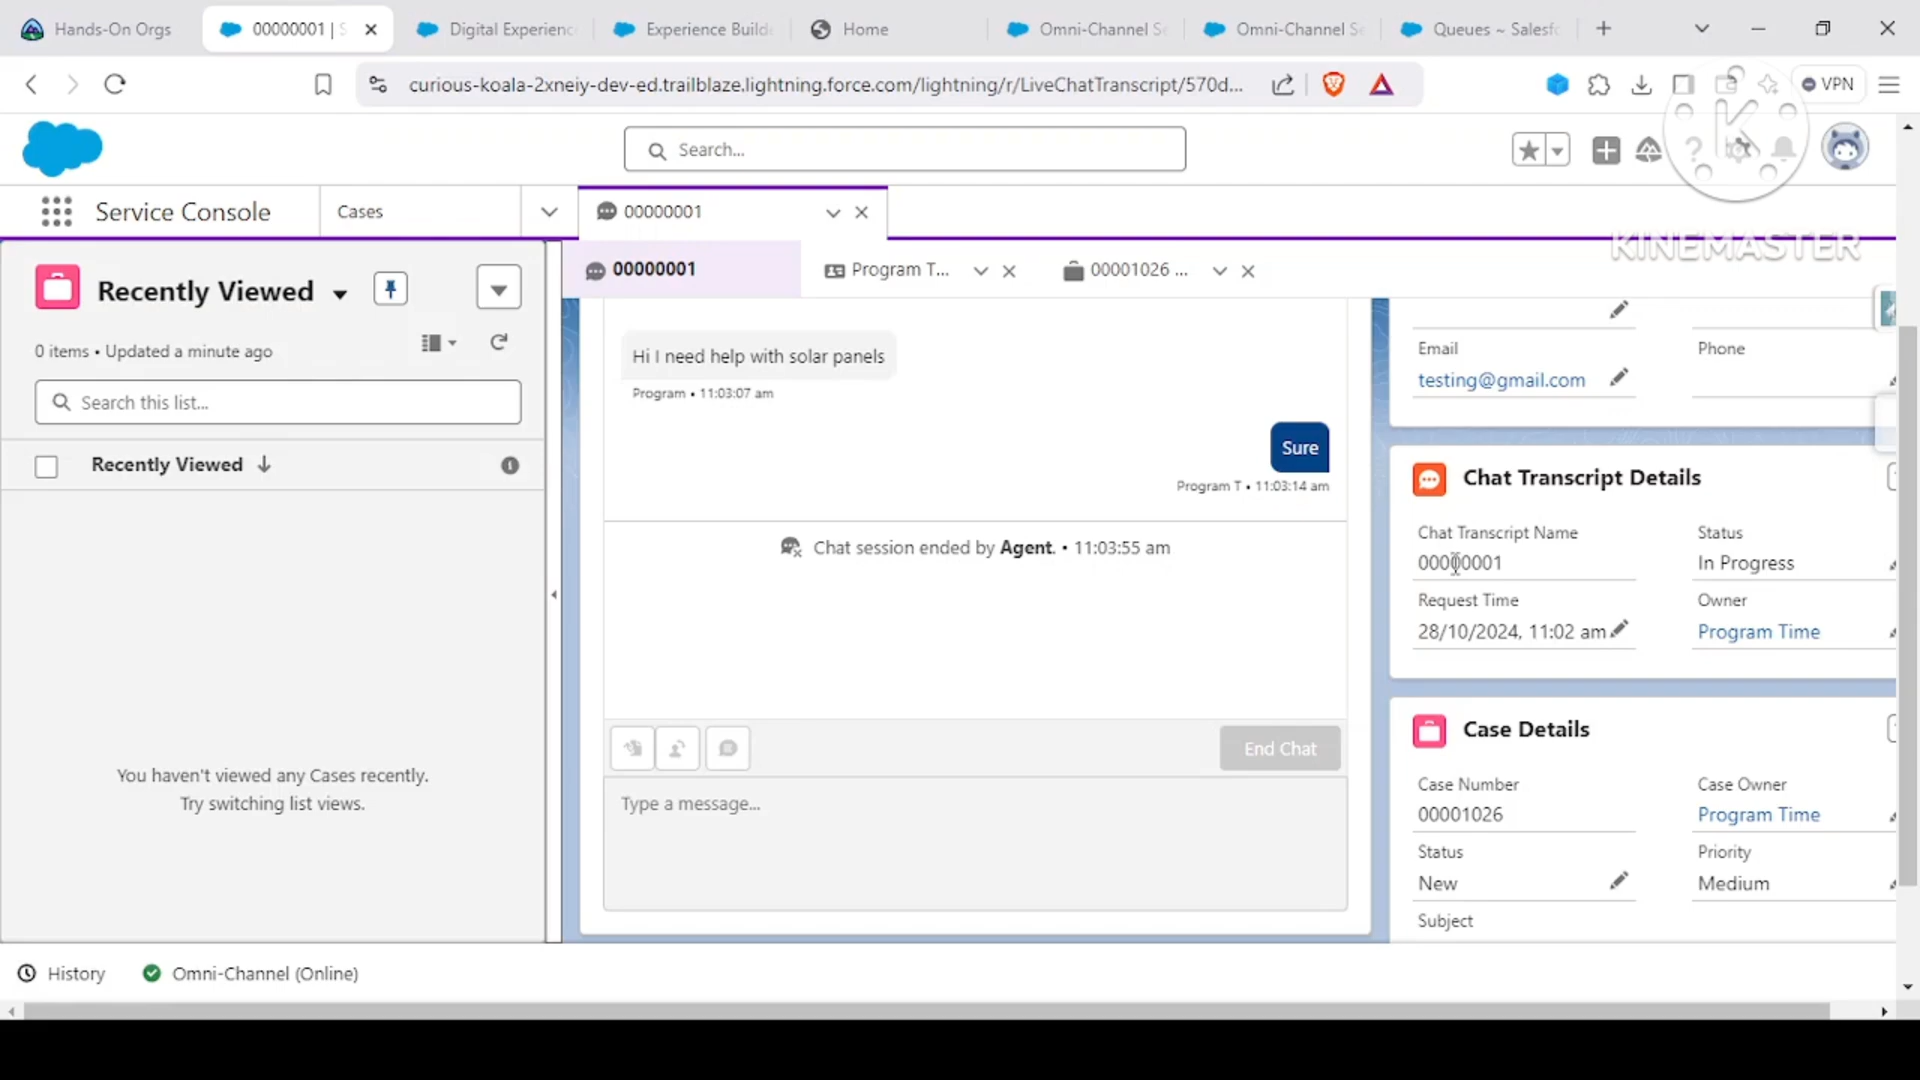 Hands-On Orgs
00000001 | S
Digital Experienc
Experience Builde
Home
Omni-Channel Se
Omni-Channel Se
Queues ~ Salesfo
curious-koala-2xneiy-dev-ed.trailblaze.lightning.force.com/lightning/r/LiveChatTranscript/570d...
VPN
Search...
K
KINEMASTER
Service Console
Cases
00000001
00000001
Program T...
00001026 ...
Recently Viewed
0 items • Updated a minute ago
Search this list...
Recently Viewed
You haven't viewed any Cases recently.
Try switching list views.
Hi I need help with solar panels
Program • 11:03:07 am
Sure
Program T • 11:03:14 am
Chat session ended by Agent. • 11:03:55 am
End Chat
Type a message...
Email
Phone
testing@gmail.com
Chat Transcript Details
Chat Transcript Name
Status
00000001
In Progress
Request Time
Owner
28/10/2024, 11:02 am
Program Time
Case Details
Case Number
Case Owner
00001026
Program Time
Status
Priority
New
Medium
Subject
History
Omni-Channel (Online)